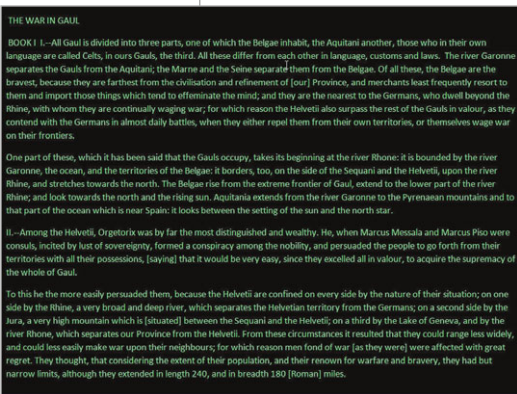 THE WAR IN GAUL
BOOK I I.--All Gaul is divided into three parts, one of which the Belgae inhabit, the Aquitani another, those who in their own
language are called Celts, in ours Gauls, the third. All these differ from each other in language, customs and laws. The river Garonne
separates the Gauls from the Aquitani; the Marne and the Seine separate them from the Belgae. Of all these, the Belgae are the
bravest, because they are farthest from the civilisation and refinement of [our] Province, and merchants least frequently resort to
them and import those things which tend to effeminate the mind; and they are the nearest to the Germans, who dwell beyond the
Rhine, with whom they are continually waging war; for which reason the Helvetii also surpass the rest of the Gauls in valour, as they
contend with the Germans in almost daily battles, when they either repel them from their own territories, or themselves wage war
on their frontiers.
One part of these, which it has been said that the Gauls occupy, takes its beginning at the river Rhone: it is bounded by the river
Garonne, the ocean, and the territories of the Belgae: it borders, too, on the side of the Sequani and the Helvetii, upon the river
Rhine, and stretches towards the north. The Belgae rise from the extreme frontier of Gaul, extend to the lower part of the river
Rhine; and look towards the north and the rising sun. Aquitania extends from the river Garonne to the Pyrenaean mountains and to
that part of the ocean which is near Spain: it looks between the setting of the sun and the north star.
II.--Among the Helvetii, Orgetorix was by far the most distinguished and wealthy. He, when Marcus Messala and Marcus Piso were
consuls, incited by lust of sovereignty, formed a conspiracy among the nobility, and persuaded the people to go forth from their
territories with all their possessions, [saying] that it would be very easy, since they excelled all in valour, to acquire the supremacy of
the whole of Gaul.
To this he the more easily persuaded them, because the Helvetii are confined on every side by the nature of their situation; on one
side by the Rhine, a very broad and deep river, which separates the Helvetian territory from the Germans; on a second side by the
Jura, a very high mountain which is [situated] between the Sequani and the Helvetii; on a third by the Lake of Geneva, and by the
river Rhone, which separates our Province from the Helvetii. From these circumstances it resulted that they could range less widely,
and could less easily make war upon their neighbours; for which reason men fond of war [as they were] were affected with great
regret. They thought, that considering the extent of their population, and their renown for warfare and bravery, they had but
narrow limits, although they extended in length 240, and in breadth 180 [Roman] miles.